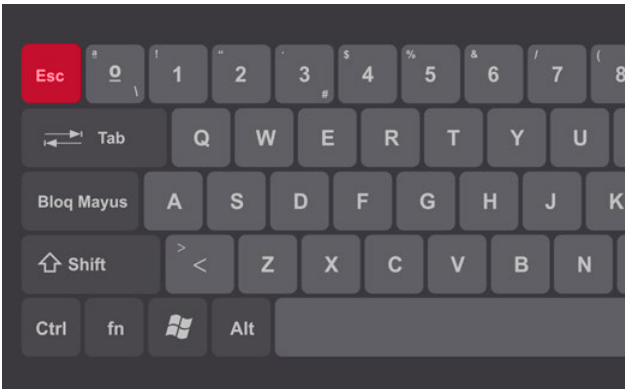 Esc ª º \ ! 1 " 2 · 3 # $ 4 % 5 & 6 / 7 ( 8
Tab Q W E R T Y U
Bloq Mayus A S D F G H J K
Shift > < Z X C V B N
Ctrl fn Alt